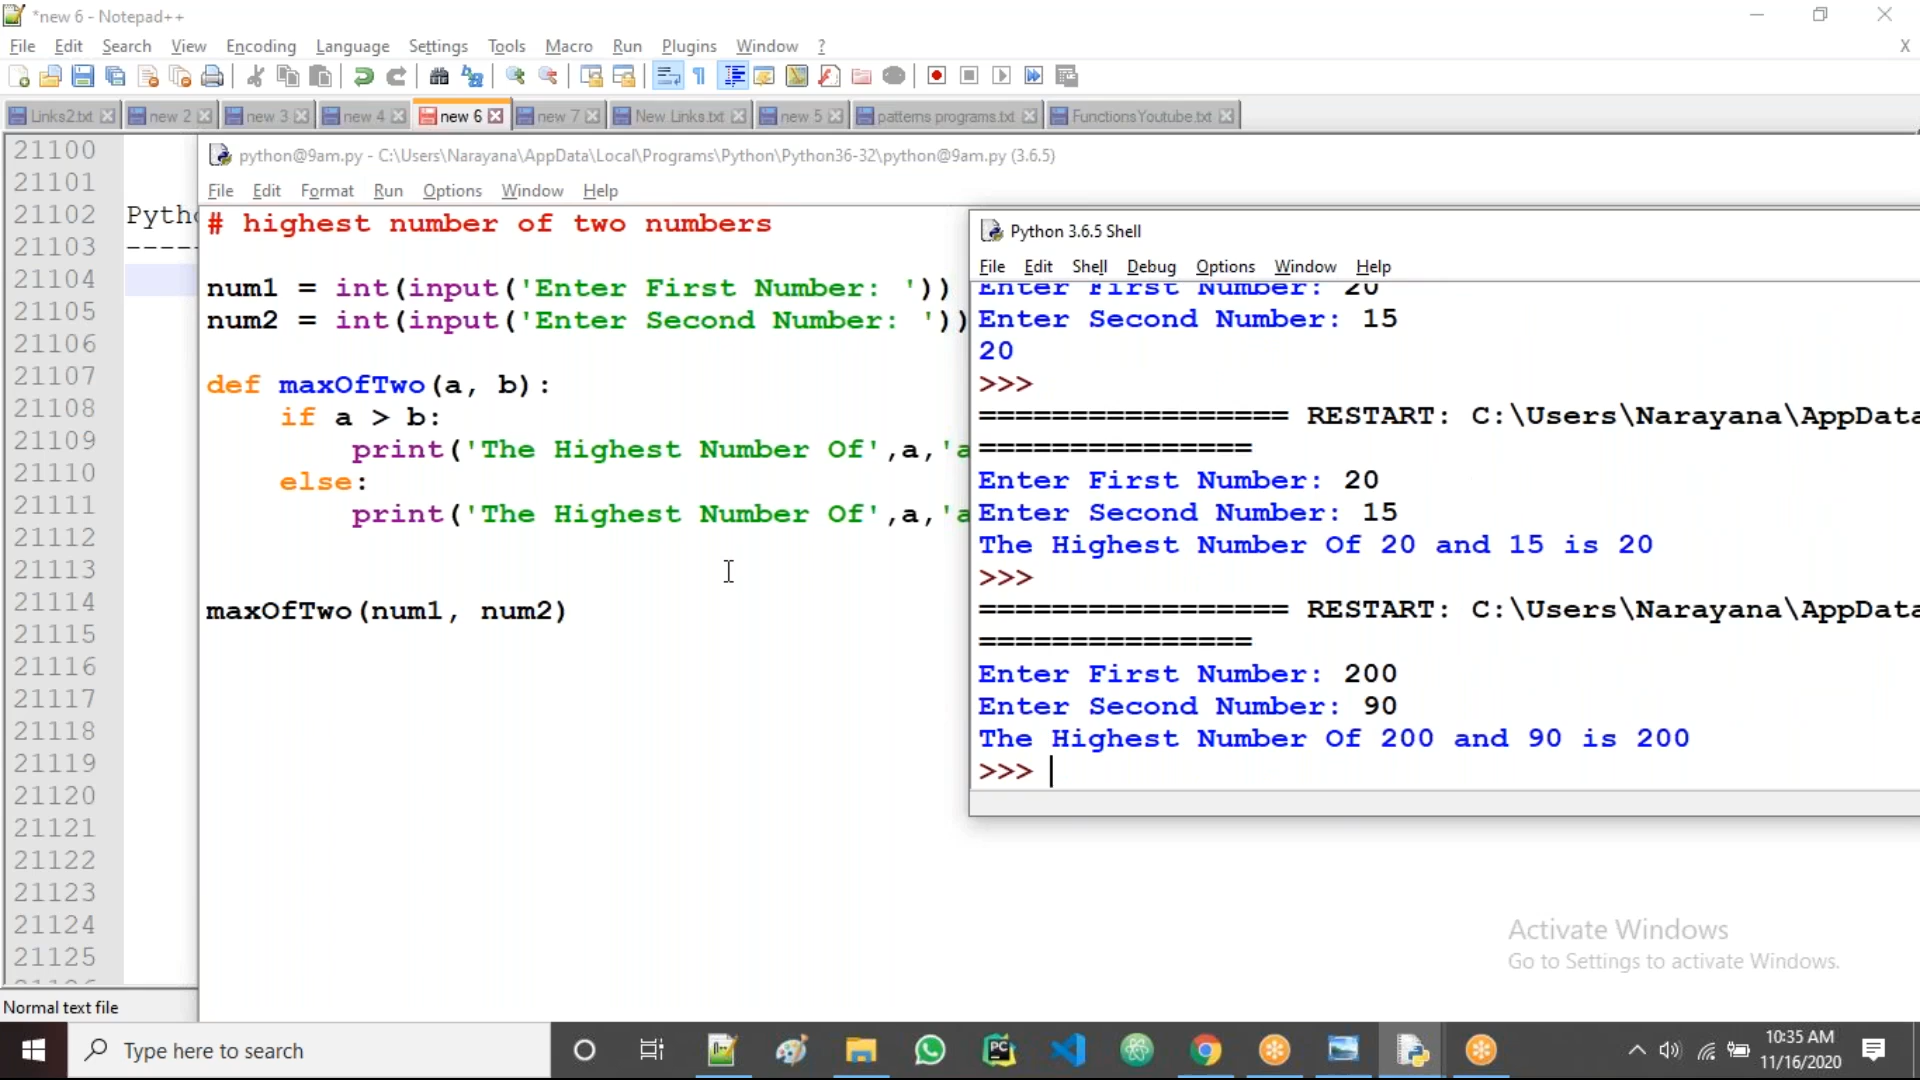 *new 6 - Notepad++
File Edit Search View Encoding Language Settings Tools Macro Run Plugins Window ? X
Links2.txt new 2 new 3 new 4 new 6 new 7 New Links.txt new 5 patterns programs.txt FunctionsYoutube.txt
21100
21101
21102 Pytho
21103 -----
21104
21105
21106
21107
21108
21109
21110
21111
21112
21113
21114
21115
21116
21117
21118
21119
21120
21121
21122
21123
21124
21125
Normal text file
python@9am.py - C:\Users\Narayana\AppData\Local\Programs\Python\Python36-32\python@9am.py (3.6.5)
File Edit Format Run Options Window Help
# highest number of two numbers
num1 = int(input('Enter First Number: '))
num2 = int(input('Enter Second Number: '))
def maxOfTwo(a, b):
if a > b:
print('The Highest Number Of',a,'a
else:
print('The Highest Number Of',a,'a
maxOfTwo(num1, num2)
Python 3.6.5 Shell
File Edit Shell Debug Options Window Help
Enter First Number: 20
Enter Second Number: 15
20
>>>
================= RESTART: C:\Users\Narayana\AppData
===============
Enter First Number: 20
Enter Second Number: 15
The Highest Number Of 20 and 15 is 20
>>>
================= RESTART: C:\Users\Narayana\AppData
===============
Enter First Number: 200
Enter Second Number: 90
The Highest Number Of 200 and 90 is 200
>>>
Activate Windows
Go to Settings to activate Windows.
Type here to search
10:35 AM
11/16/2020